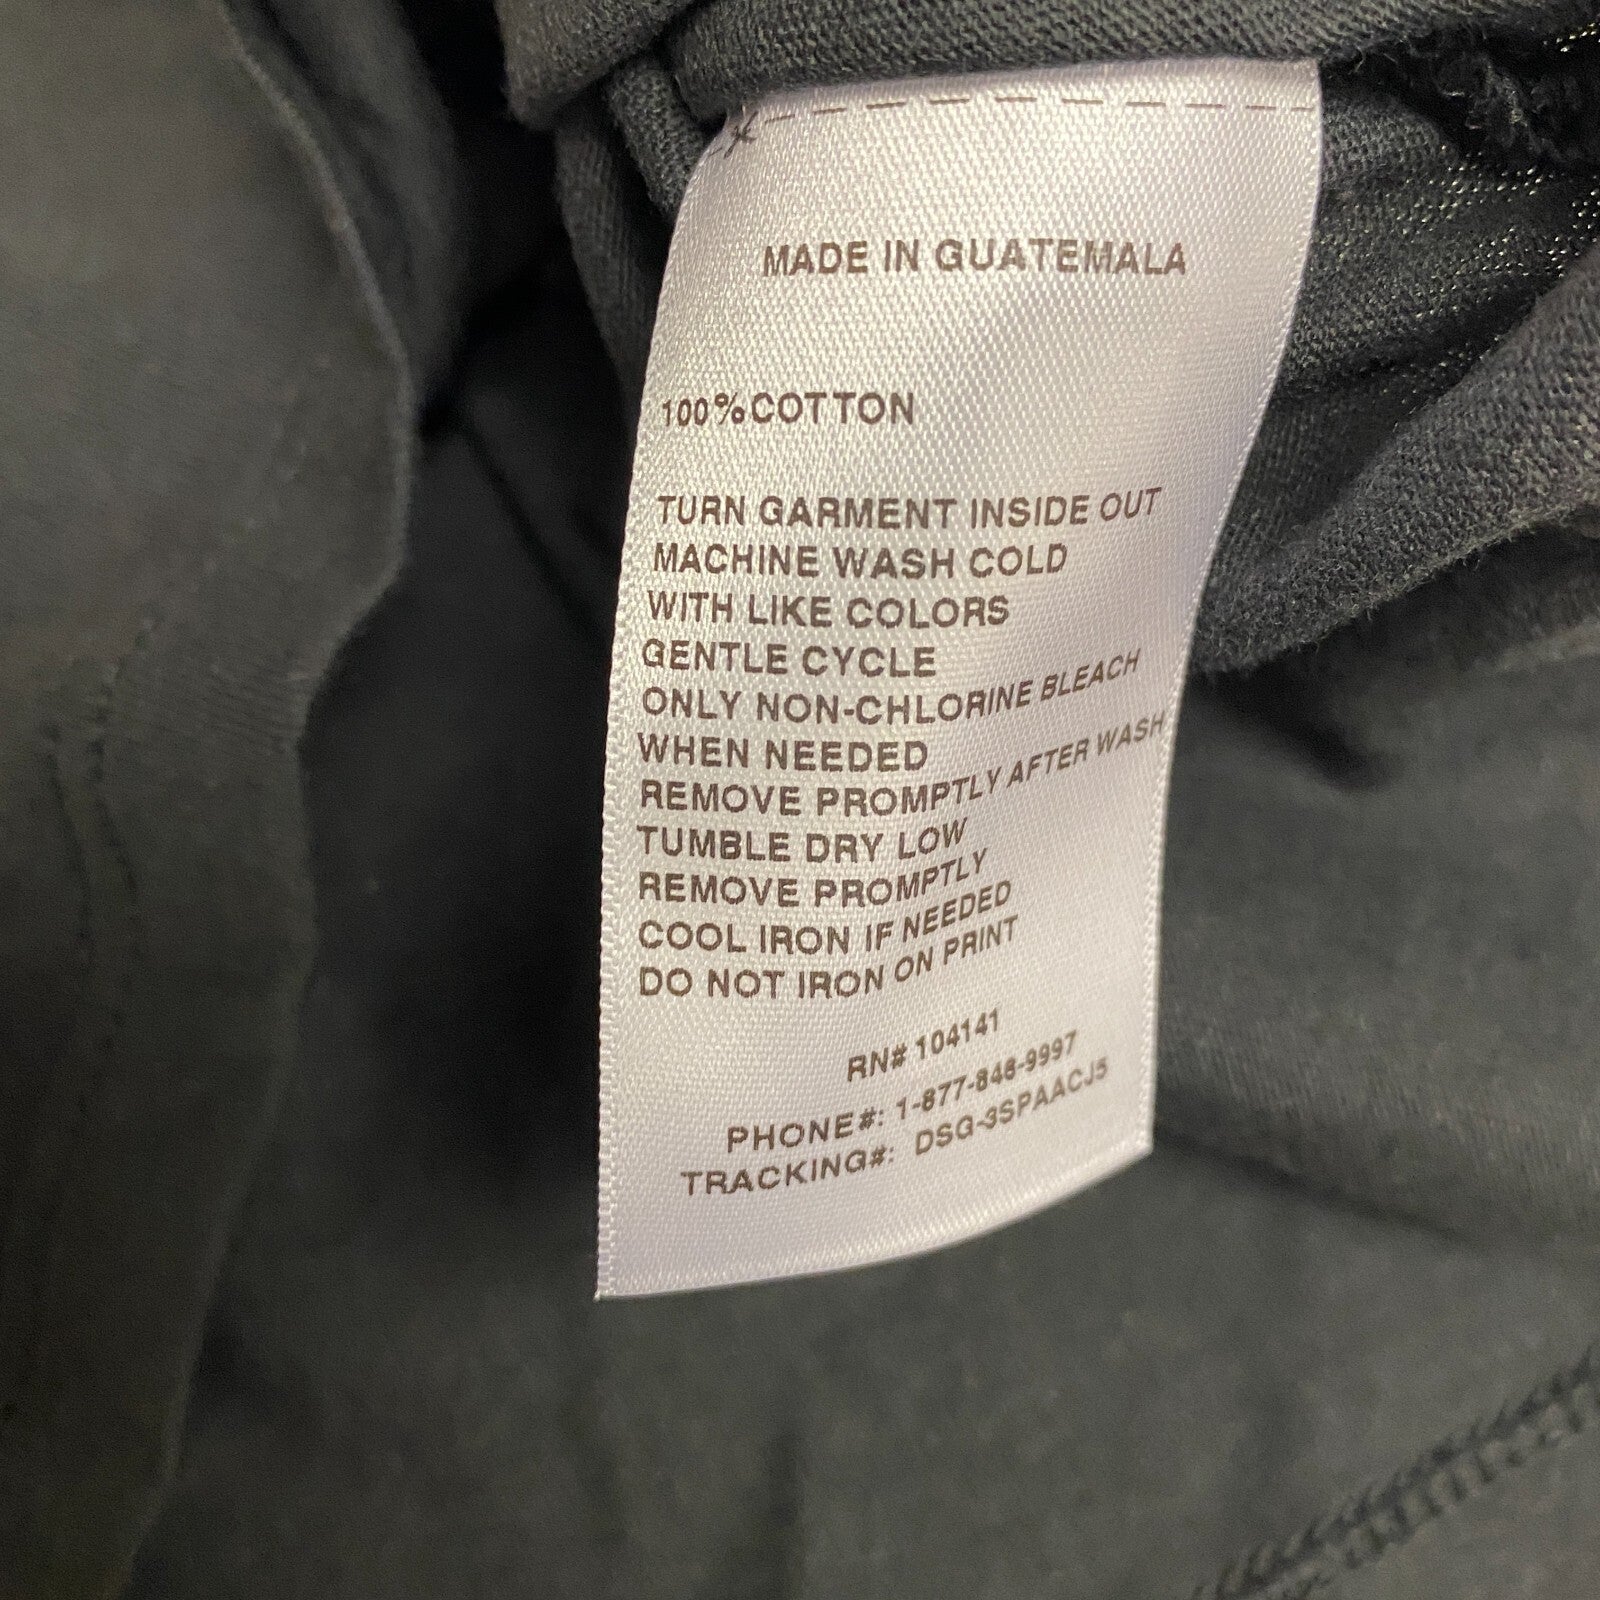 MADE IN GUATEMALA
100% COTTON
TURN GARMENT INSIDE OUT
MACHINE WASH COLD
WITH LIKE COLORS
GENTLE CYCLE
ONLY NON-CHLORINE BLEACH
WHEN NEEDED
REMOVE PROMPTLY AFTER WASH
TUMBLE DRY LOW
REMOVE PROMPTLY
COOL IRON IF NEEDED
DO NOT IRON ON PRINT
RN# 104141
PHONE#: 1-877-846-9997
TRACKING#: DSG-3SPAACJ5